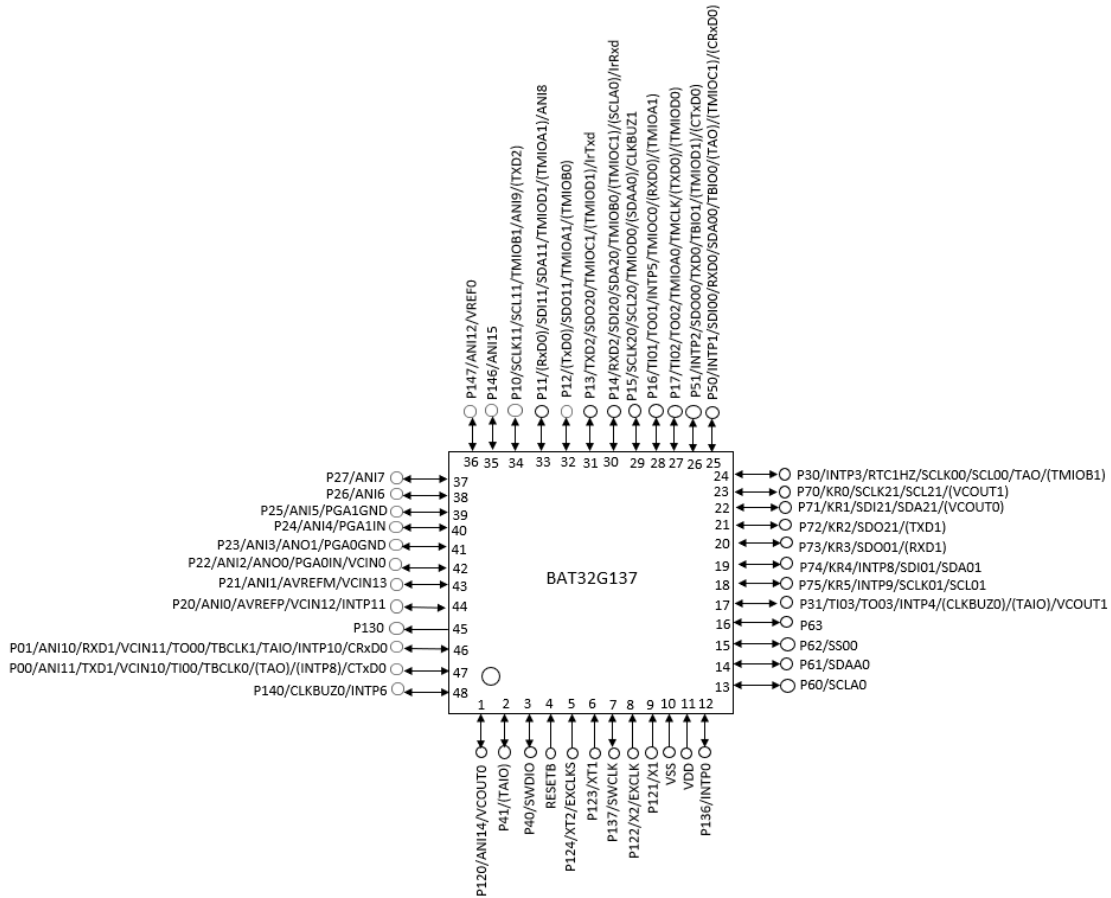 P147/ANI12/VREF0
P146/ANI15
P10/SCLK11/SCL11/TMIOB1/ANI9/(TXD2)
P11/(RxD0)/SDI11/SDA11/TMIOD1/(TMIOA1)/ANI8
P12/(TxD0)/SDO11/TMIOA1/(TMIOB0)
P13/TXD2/SDO20/TMIOC1/(TMIOD1)/IrTxd
P14/RXD2/SDI20/SDA20/TMIOB0/(TMIOC1)/(SCLA0)/IrRxd
P15/SCLK20/SCL20/TMIOD0/(SDAA0)/CLKBUZ1
P16/TI01/TO01/INTP5/TMIOC0/(RXD0)/(TMIOA1)
P17/TI02/TO02/TMIOA0/TMCLK/(TXD0)/(TMIOD0)
P51/INTP2/SDO00/TXD0/TBIO1/(TMIOD1)/(CTxD0)
P50/INTP1/SDI00/RXD0/SDA00/TBIO0/(TAO)/(TMIOC1)/(CRxD0)
36 35 34 33 32 31 30 29 28 27 26 25
P27/ANI7 37
P26/ANI6 38
P25/ANI5/PGA1GND 39
P24/ANI4/PGA1IN 40
P23/ANI3/ANO1/PGA0GND 41
P22/ANI2/ANO0/PGA0IN/VCIN0 42
P21/ANI1/AVREFM/VCIN13 43
P20/ANI0/AVREFP/VCIN12/INTP11 44
P130 45
P01/ANI10/RXD1/VCIN11/TO00/TBCLK1/TAIO/INTP10/CRxD0 46
P00/ANI11/TXD1/VCIN10/TI00/TBCLK0/(TAO)/(INTP8)/CTxD0 47
P140/CLKBUZ0/INTP6 48
BAT32G137
24 P30/INTP3/RTC1HZ/SCLK00/SCL00/TAO/(TMIOB1)
23 P70/KR0/SCLK21/SCL21/(VCOUT1)
22 P71/KR1/SDI21/SDA21/(VCOUT0)
21 P72/KR2/SDO21/(TXD1)
20 P73/KR3/SDO01/(RXD1)
19 P74/KR4/INTP8/SDI01/SDA01
18 P75/KR5/INTP9/SCLK01/SCL01
17 P31/TI03/TO03/INTP4/(CLKBUZ0)/(TAIO)/VCOUT1
16 P63
15 P62/SS00
14 P61/SDAA0
13 P60/SCLA0
1 2 3 4 5 6 7 8 9 10 11 12
P120/ANI14/VCOUT0
P41/(TAIO)
P40/SWDIO
RESETB
P124/XT2/EXCLKS
P123/XT1
P137/SWCLK
P122/X2/EXCLK
P121/X1
VSS
VDD
P136/INTP0